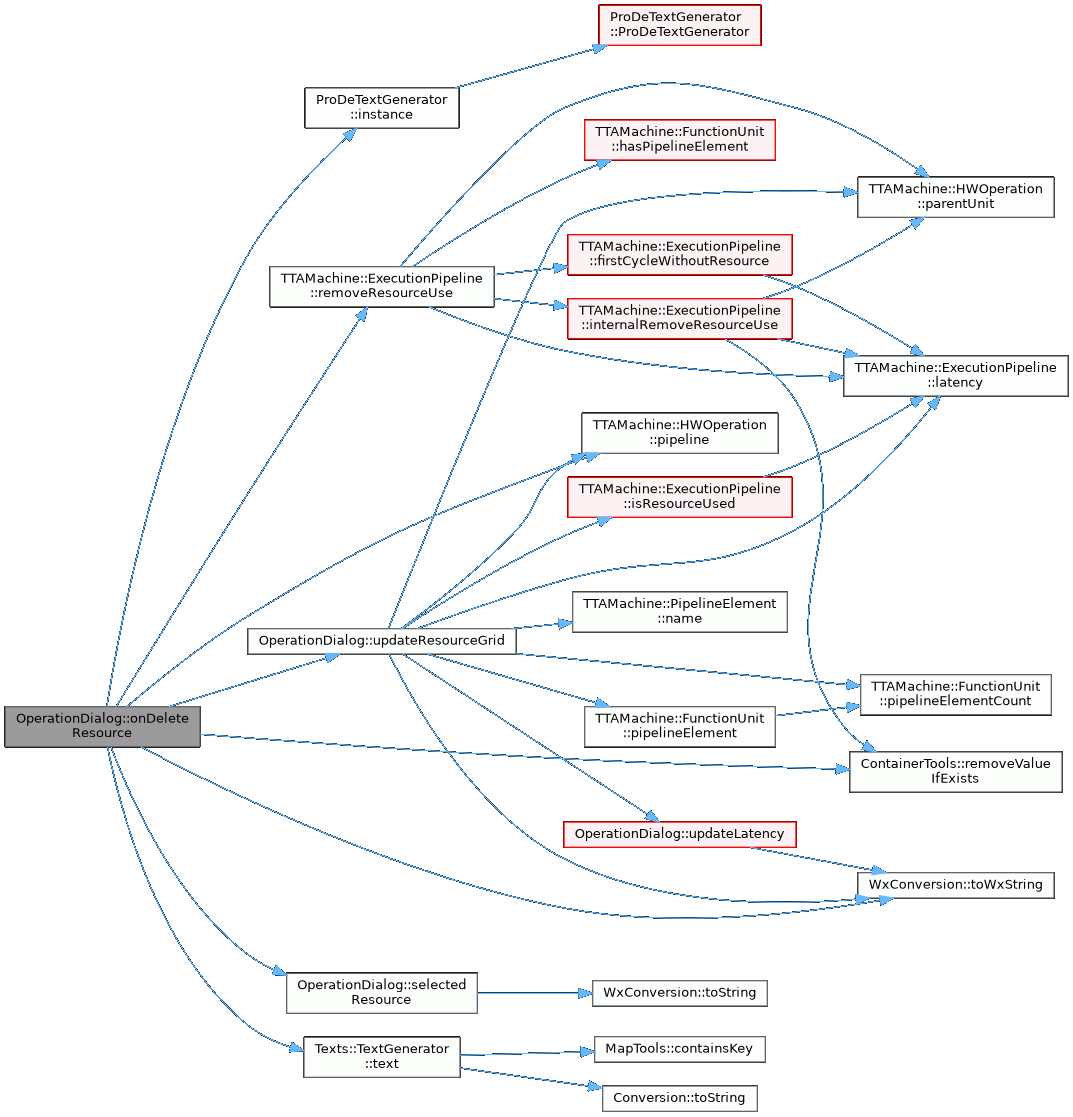 ProDeTextGenerator
::ProDeTextGenerator
ProDeTextGenerator
::instance
TTAMachine::FunctionUnit
::hasPipelineElement
TTAMachine::HWOperation
::parentUnit
TTAMachine::ExecutionPipeline
::firstCycleWithoutResource
TTAMachine::ExecutionPipeline
::removeResourceUse
TTAMachine::ExecutionPipeline
::internalRemoveResourceUse
TTAMachine::ExecutionPipeline
::latency
TTAMachine::HWOperation
::pipeline
TTAMachine::ExecutionPipeline
::isResourceUsed
TTAMachine::PipelineElement
::name
OperationDialog::updateResourceGrid
TTAMachine::FunctionUnit
::pipelineElementCount
OperationDialog::onDelete
Resource
TTAMachine::FunctionUnit
::pipelineElement
ContainerTools::removeValue
IfExists
OperationDialog::updateLatency
WxConversion::toWxString
OperationDialog::selected
Resource
WxConversion::toString
Texts::TextGenerator
::text
MapTools::containsKey
Conversion::toString